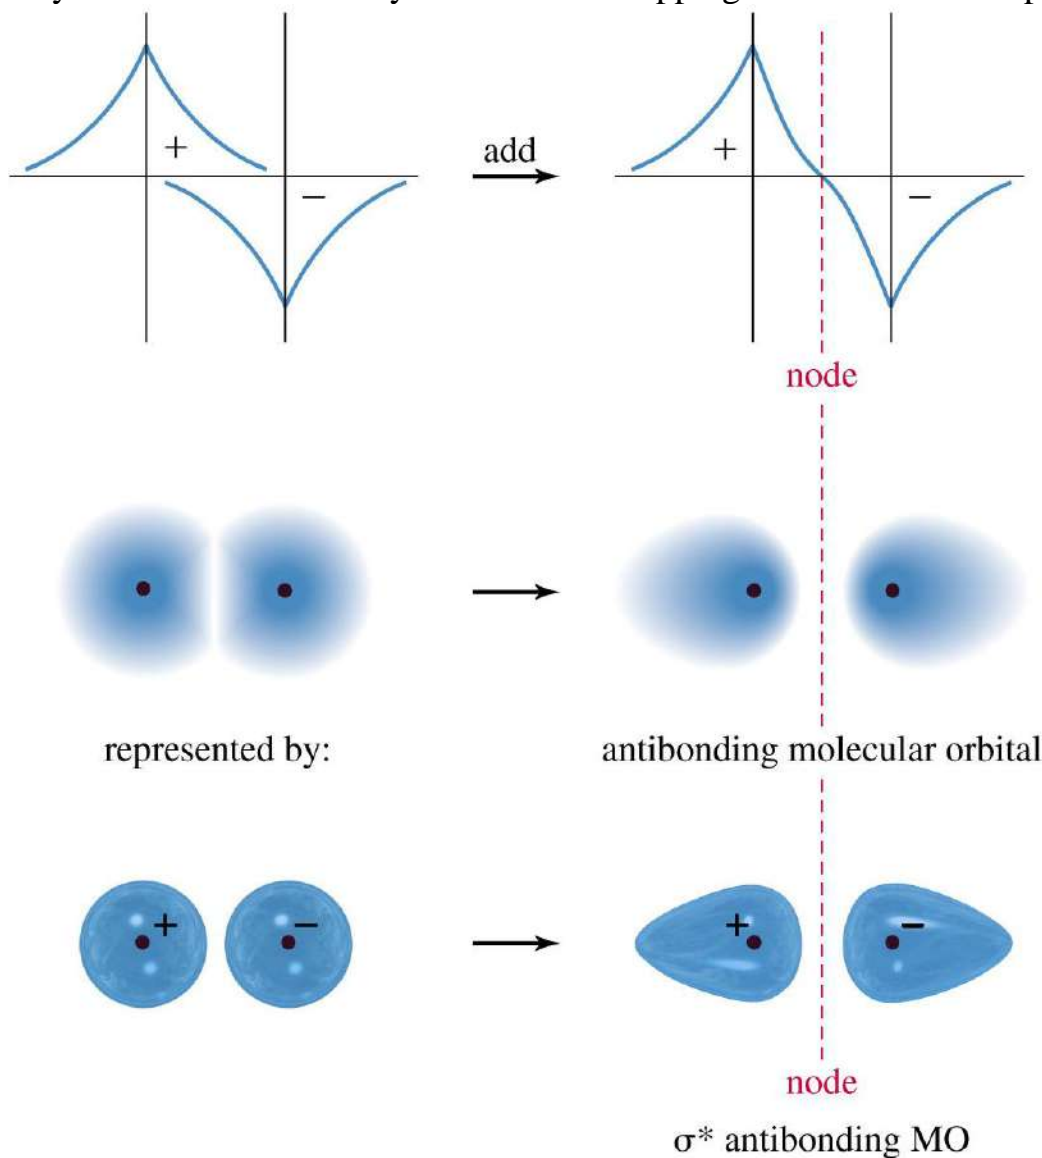 +
−
add
+
−
node
represented by:
antibonding molecular orbital
+
−
+
−
node
σ* antibonding MO